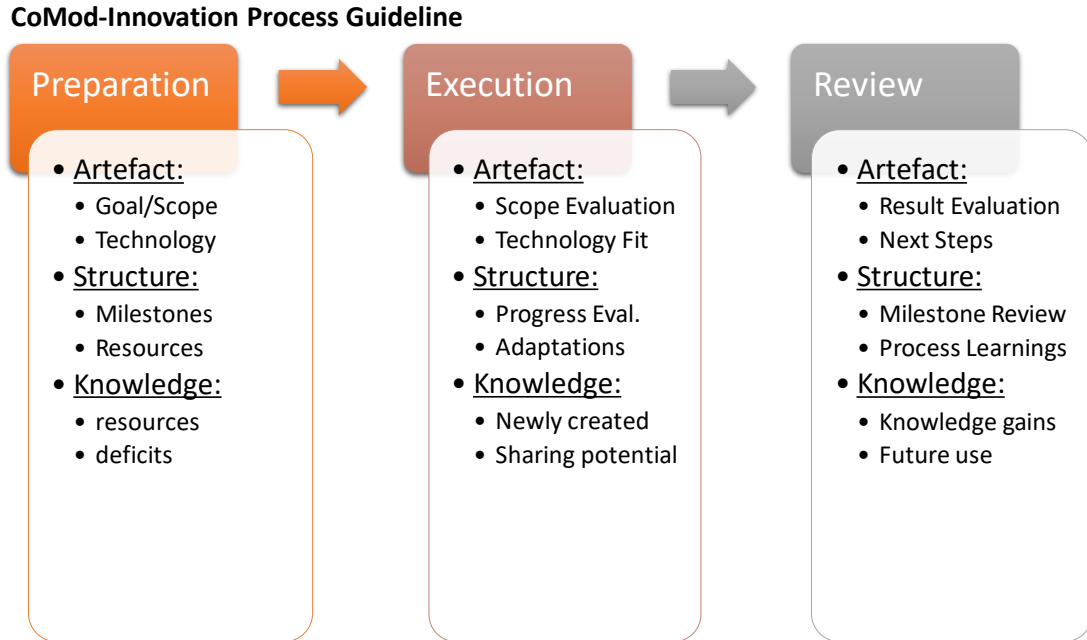 CoMod-Innovation Process Guideline
Preparation
• Artefact:
• Goal/Scope
• Technology
• Structure:
• Milestones
• Resources
• Knowledge:
• resources
• deficits
Execution
• Artefact:
• Scope Evaluation
• Technology Fit
• Structure:
• Progress Eval.
• Adaptations
• Knowledge:
• Newly created
• Sharing potential
Review
• Artefact:
• Result Evaluation
• Next Steps
• Structure:
• Milestone Review
• Process Learnings
• Knowledge:
• Knowledge gains
• Future use